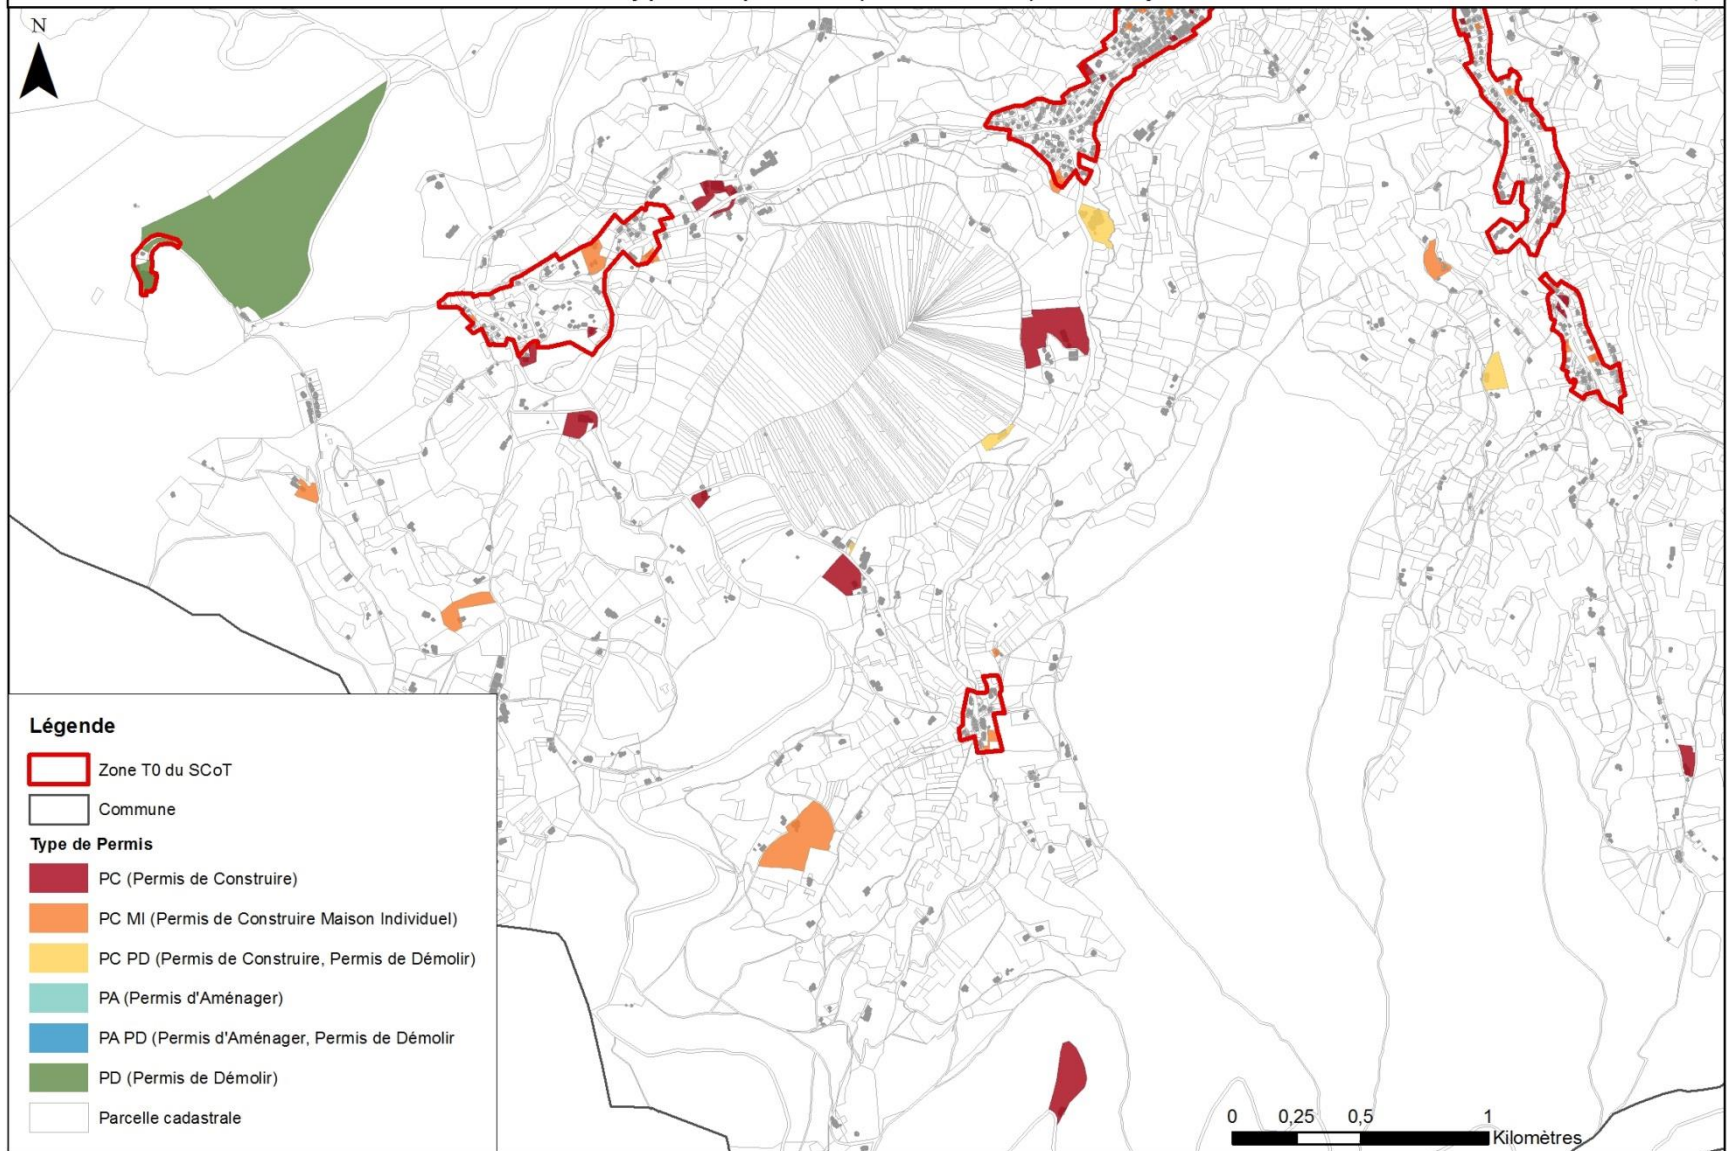 N
Légende
Zone T0 du SCoT
Commune
Type de Permis
PC (Permis de Construire)
PC MI (Permis de Construire Maison Individuel)
PC PD (Permis de Construire, Permis de Démolir)
PA (Permis d'Aménager)
PA PD (Permis d'Aménager, Permis de Démolir
PD (Permis de Démolir)
Parcelle cadastrale
0 0,25 0,5 1
Kilomètres